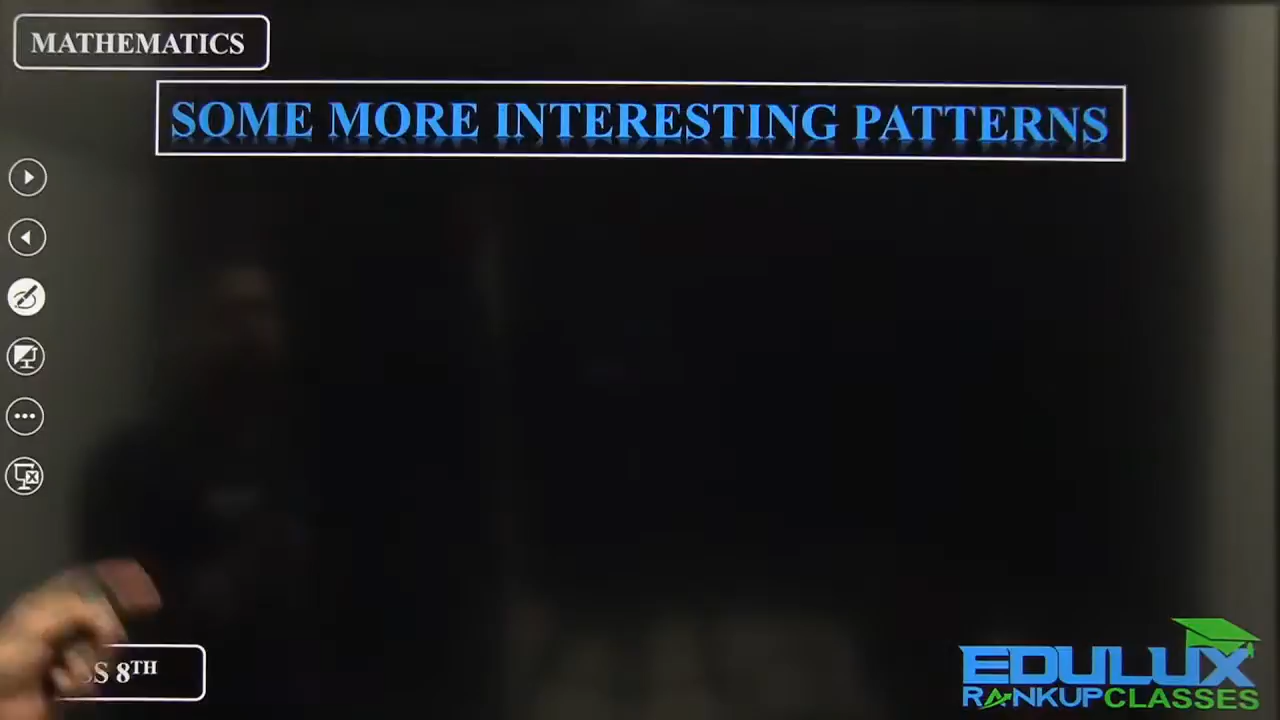 MATHEMATICS
SOME MORE INTERESTING PATTERNS
8TH
EDULUX
RANKUPCLASSES